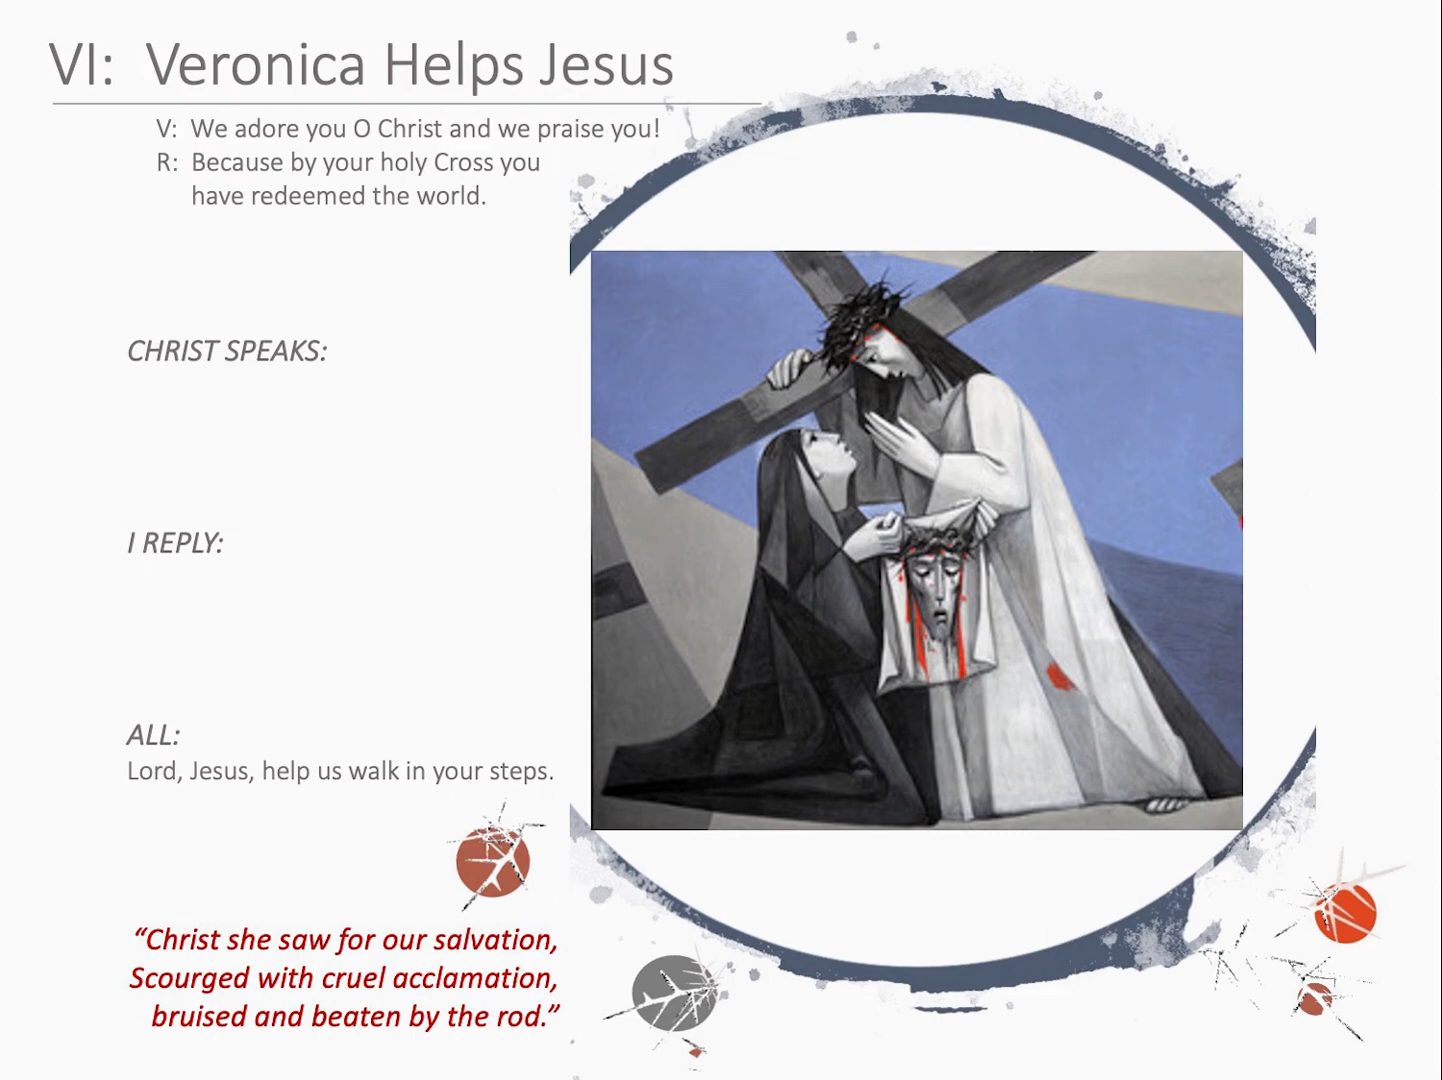 VI:  Veronica Helps Jesus
V:  We adore you O Christ and we praise you!
R:  Because by your holy Cross you
have redeemed the world.
CHRIST SPEAKS:
I REPLY:
ALL:
Lord, Jesus, help us walk in your steps.
“Christ she saw for our salvation,
Scourged with cruel acclamation,
bruised and beaten by the rod.”